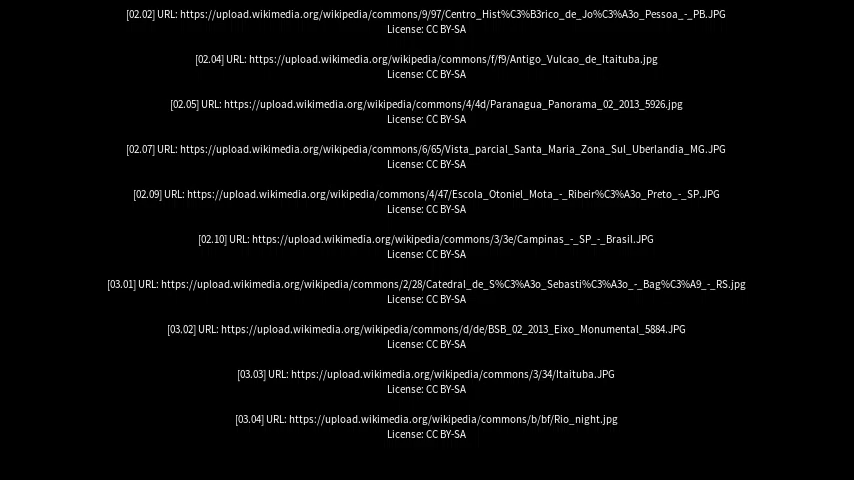 [02.02] URL: https://upload.wikimedia.org/wikipedia/commons/9/97/Centro_Hist%C3%B3rico_de_Jo%C3%A3o_Pessoa_-_PB.JPG
License: CC BY-SA
[02.04] URL: https://upload.wikimedia.org/wikipedia/commons/f/f9/Antigo_Vulcao_de_Itaituba.jpg
License: CC BY-SA
[02.05] URL: https://upload.wikimedia.org/wikipedia/commons/4/4d/Paranagua_Panorama_02_2013_5926.jpg
License: CC BY-SA
[02.07] URL: https://upload.wikimedia.org/wikipedia/commons/6/65/Vista_parcial_Santa_Maria_Zona_Sul_Uberlandia_MG.JPG
License: CC BY-SA
[02.09] URL: https://upload.wikimedia.org/wikipedia/commons/4/47/Escola_Otoniel_Mota_-_Ribeir%C3%A3o_Preto_-_SP.JPG
License: CC BY-SA
[02.10] URL: https://upload.wikimedia.org/wikipedia/commons/3/3e/Campinas_-_SP_-_Brasil.JPG
License: CC BY-SA
[03.01] URL: https://upload.wikimedia.org/wikipedia/commons/2/28/Catedral_de_S%C3%A3o_Sebasti%C3%A3o_-_Bag%C3%A9_-_RS.jpg
License: CC BY-SA
[03.02] URL: https://upload.wikimedia.org/wikipedia/commons/d/de/BSB_02_2013_Eixo_Monumental_5884.JPG
License: CC BY-SA
[03.03] URL: https://upload.wikimedia.org/wikipedia/commons/3/34/Itaituba.JPG
License: CC BY-SA
[03.04] URL: https://upload.wikimedia.org/wikipedia/commons/b/bf/Rio_night.jpg
License: CC BY-SA